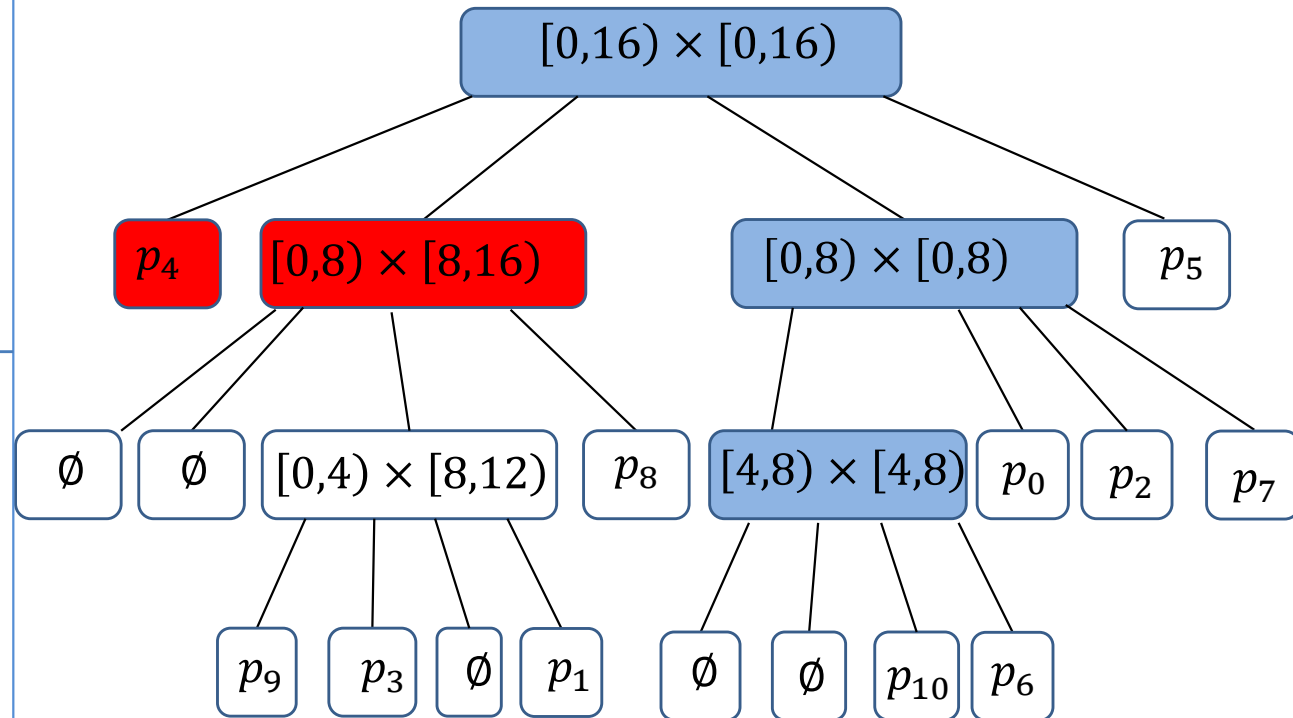 [0,16) × [0,16)
p₄ [0,8) × [8,16) [0,8) × [0,8) p₅
∅ ∅ [0,4) × [8,12) p₈ [4,8) × [4,8) p₀ p₂ p₇
p₉ p₃ ∅ p₁ ∅ ∅ p₁₀ p₆